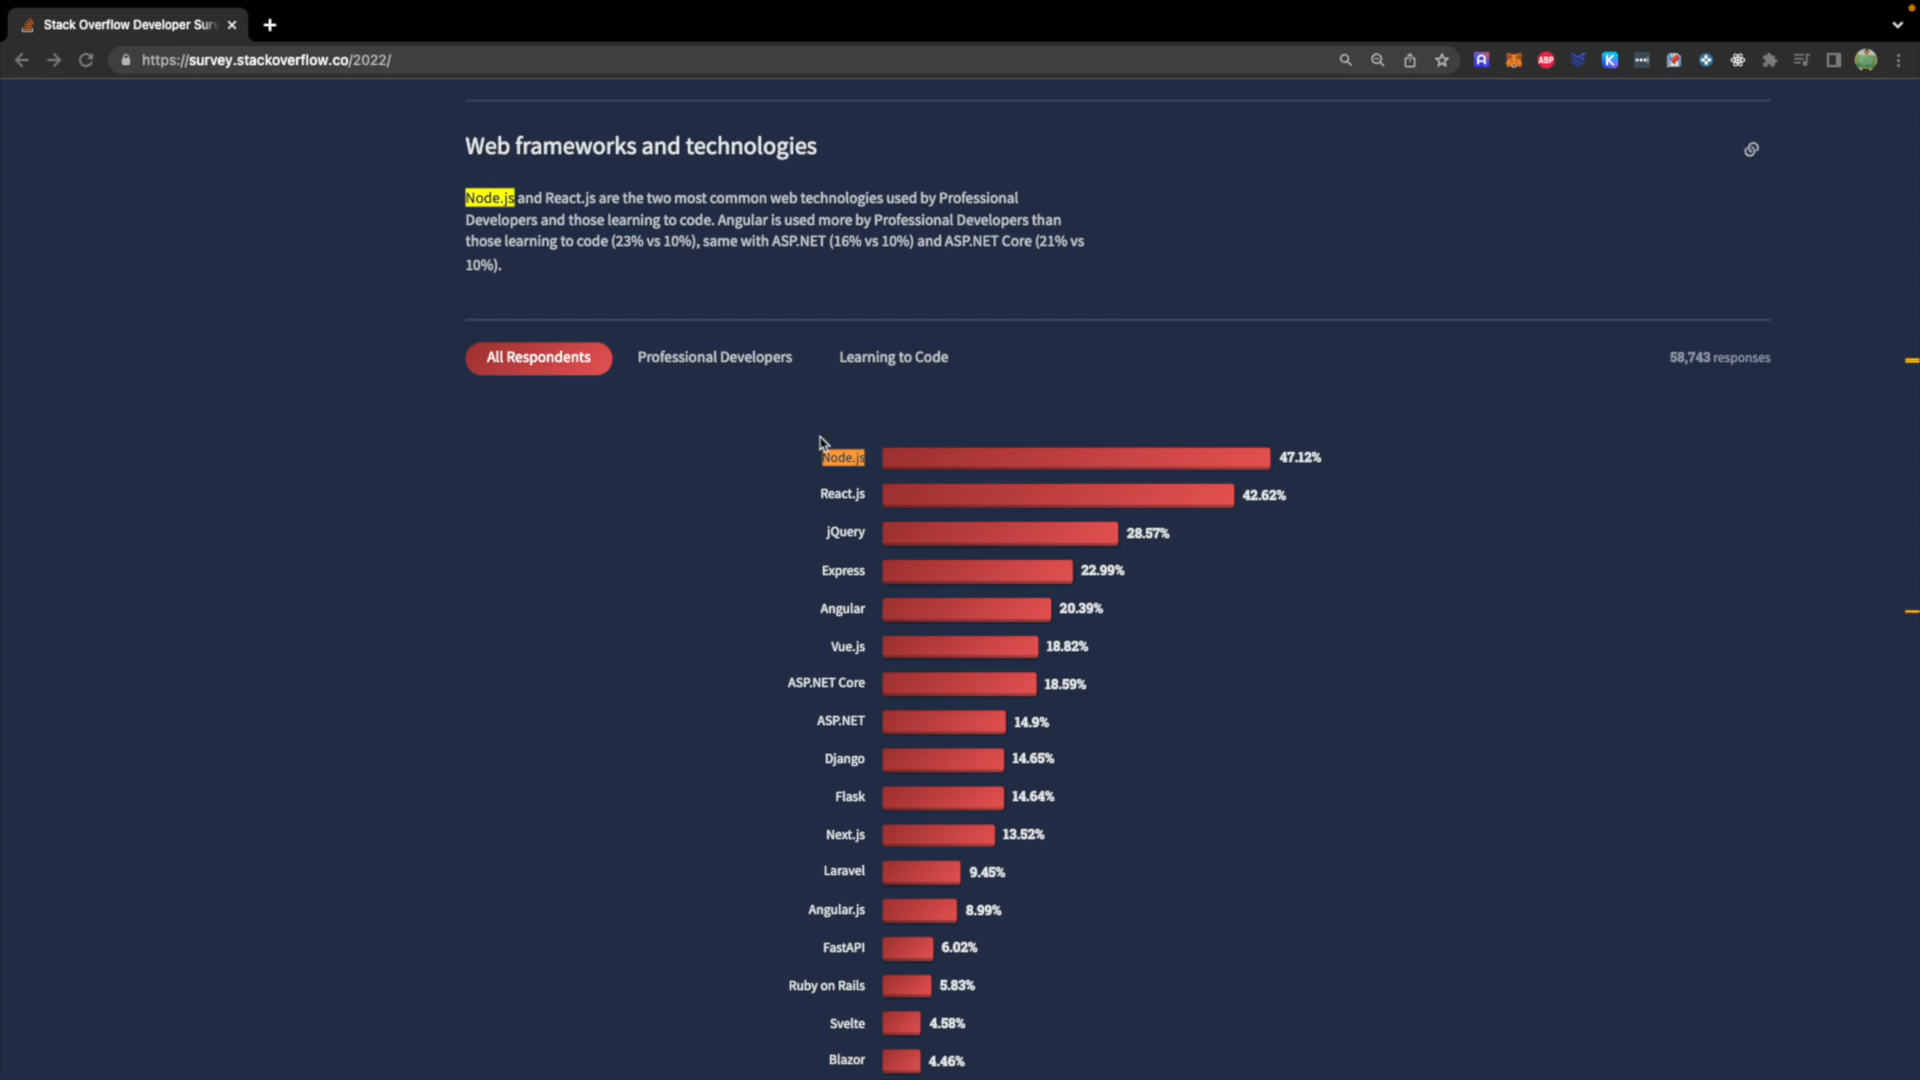 Stack Overflow Developer Sur
https://survey.stackoverflow.co/2022/
A
ABP
K
Web frameworks and technologies
Node.js and React.js are the two most common web technologies used by Professional
Developers and those learning to code. Angular is used more by Professional Developers than
those learning to code (23% vs 10%), same with ASP.NET (16% vs 10%) and ASP.NET Core (21% vs
10%).
All Respondents Professional Developers Learning to Code 58,743 responses
Node.js 47.12%
React.js 42.62%
jQuery 28.57%
Express 22.99%
Angular 20.39%
Vue.js 18.82%
ASP.NET Core 18.59%
ASP.NET 14.9%
Django 14.65%
Flask 14.64%
Next.js 13.52%
Laravel 9.45%
Angular.js 8.99%
FastAPI 6.02%
Ruby on Rails 5.83%
Svelte 4.58%
Blazor 4.46%